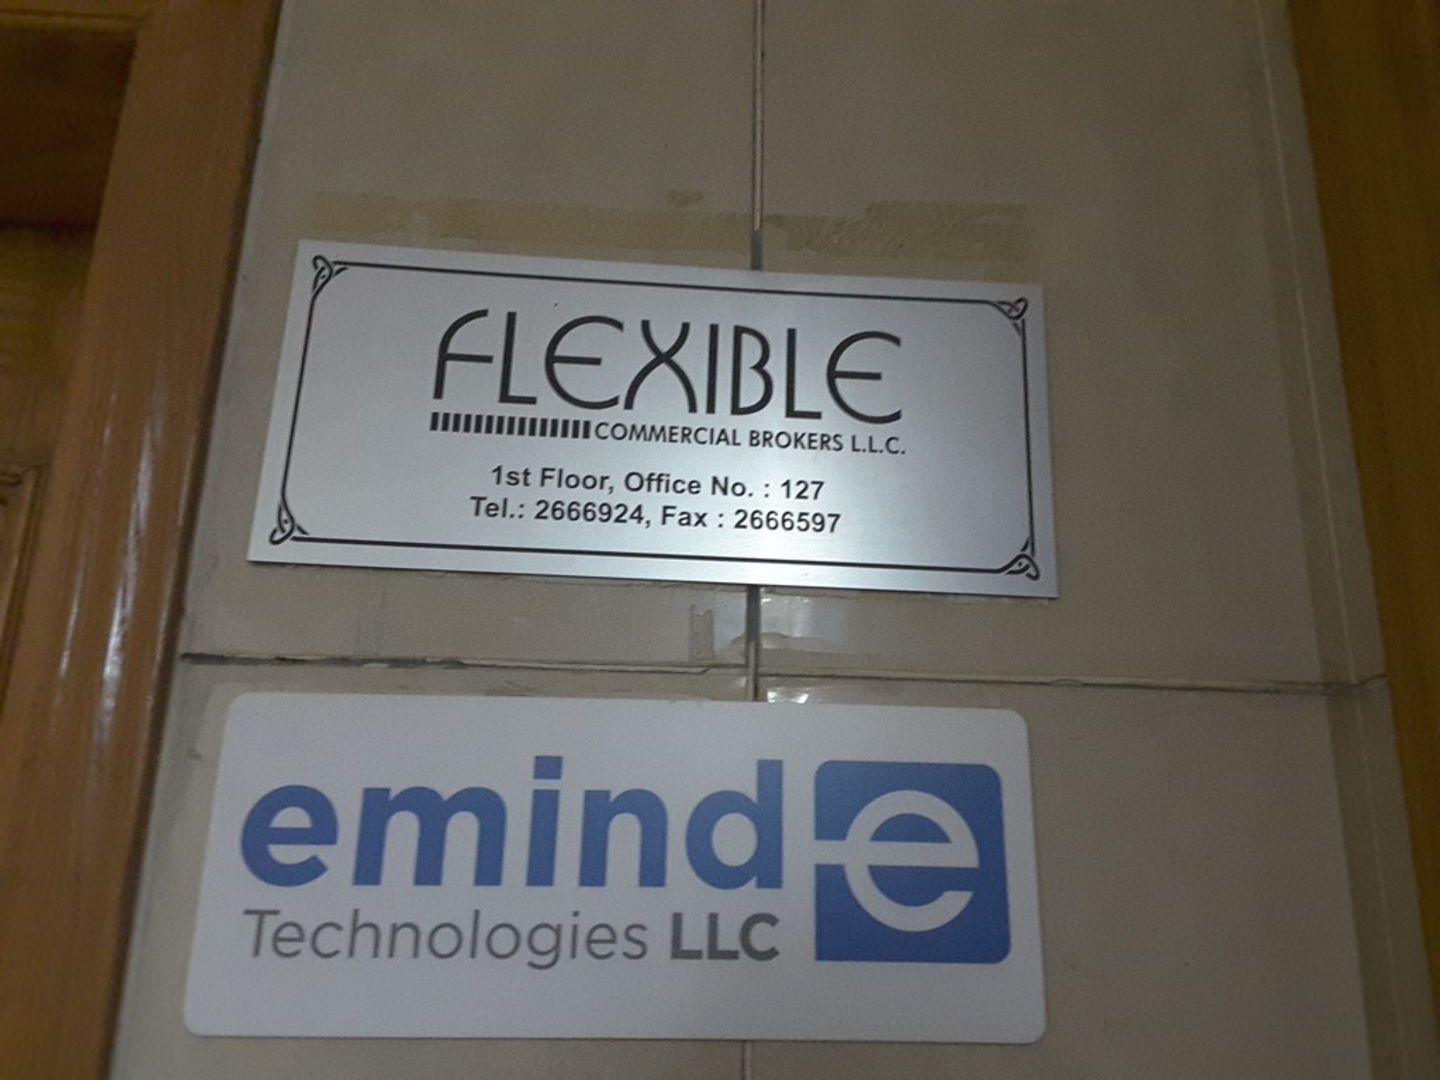 FLEXIBLE
COMMERCIAL BROKERS L.L.C.
1st Floor, Office No. : 127
Tel.: 2666924, Fax : 2666597
emind e
Technologies LLC